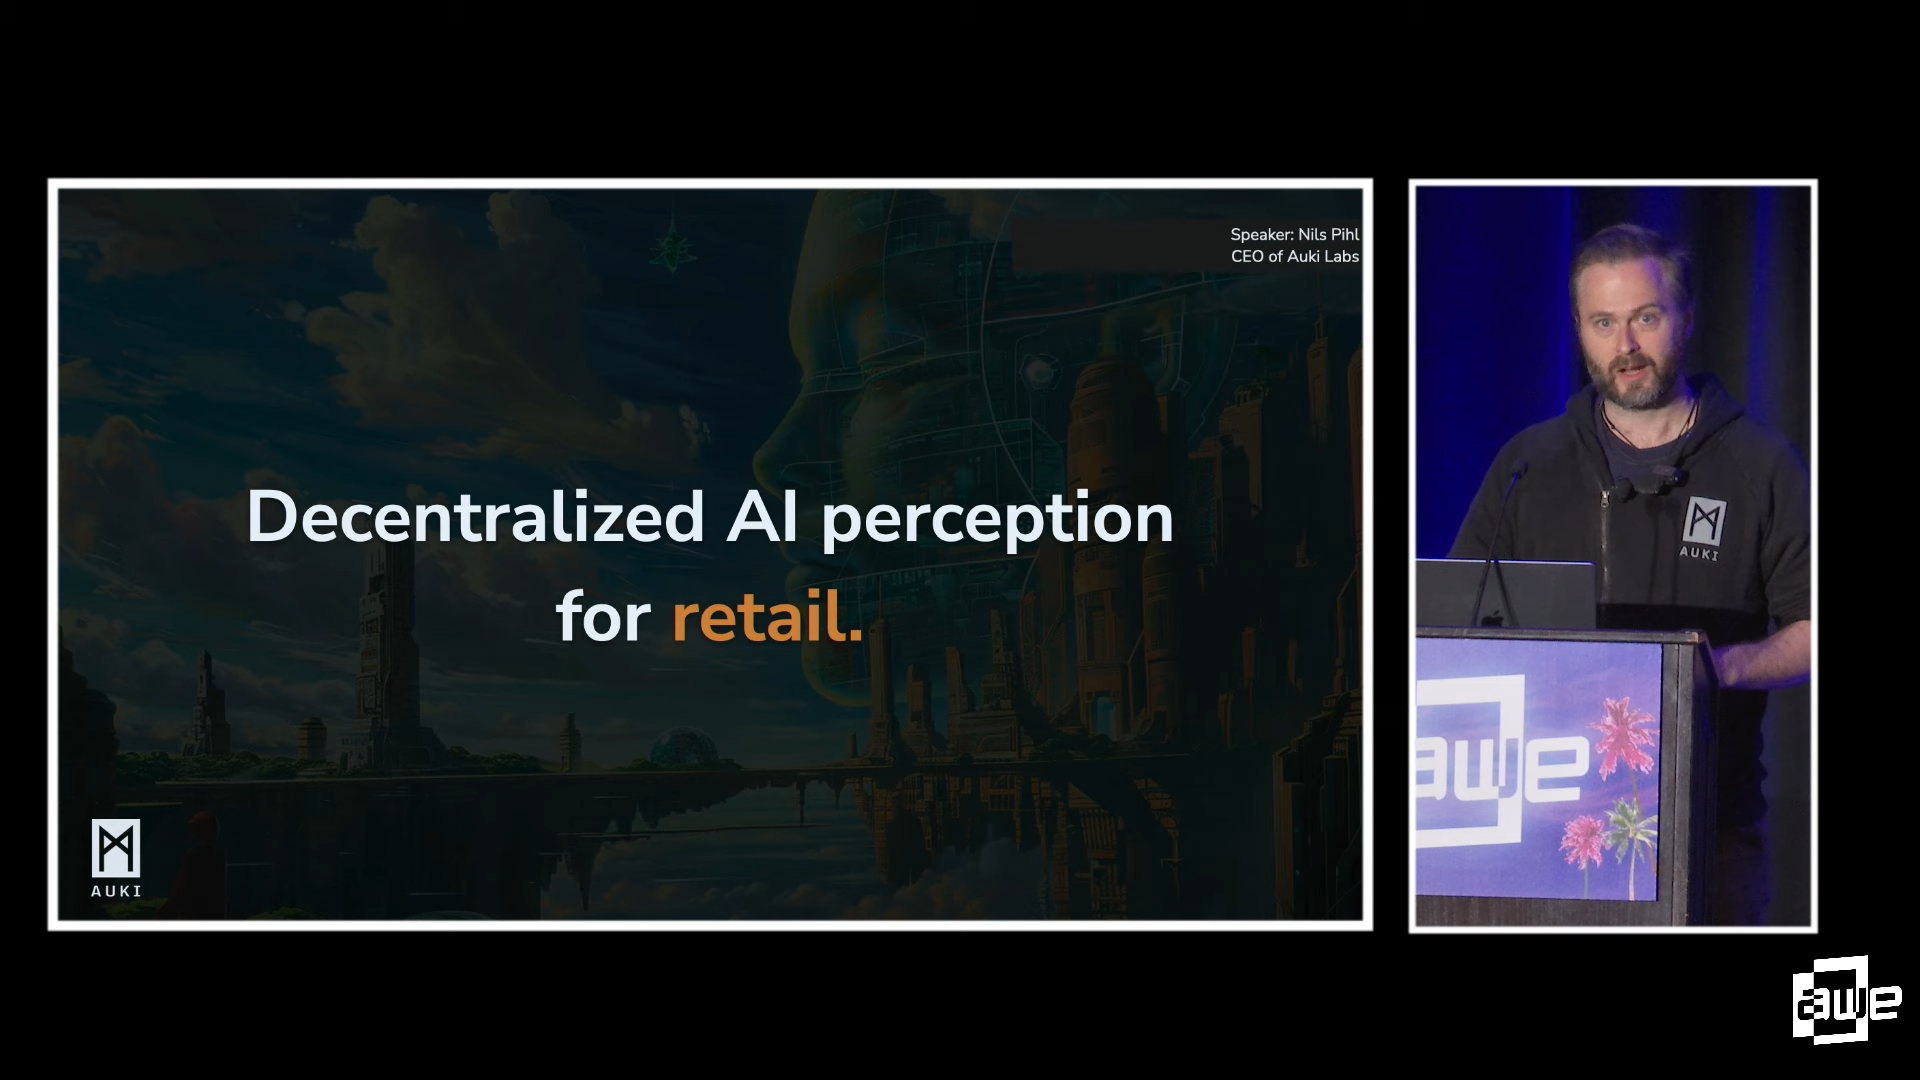 Speaker: Nils Pihl
CEO of Auki Labs
Decentralized AI perception
for retail.
AUKI
AUKI
awe
awe